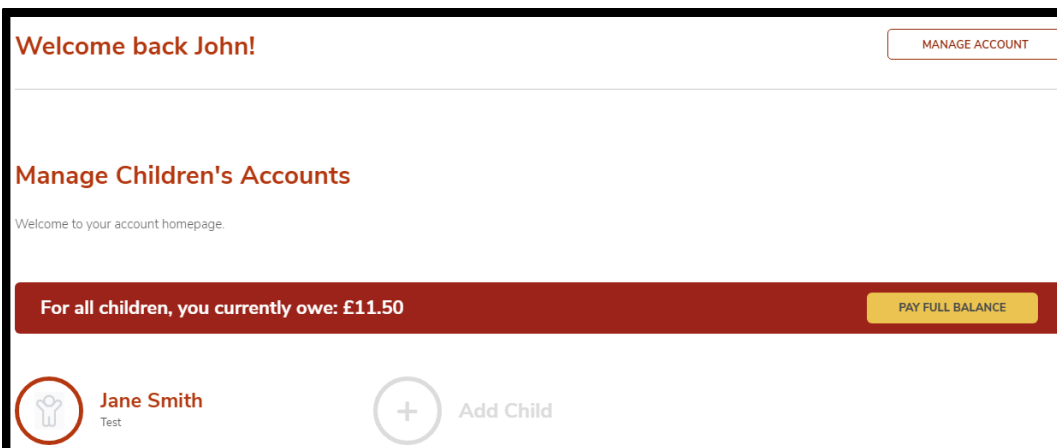 Welcome back John!
MANAGE ACCOUNT
Manage Children's Accounts
Welcome to your account homepage.
For all children, you currently owe: £11.50
PAY FULL BALANCE
Jane Smith
Test
+ Add Child